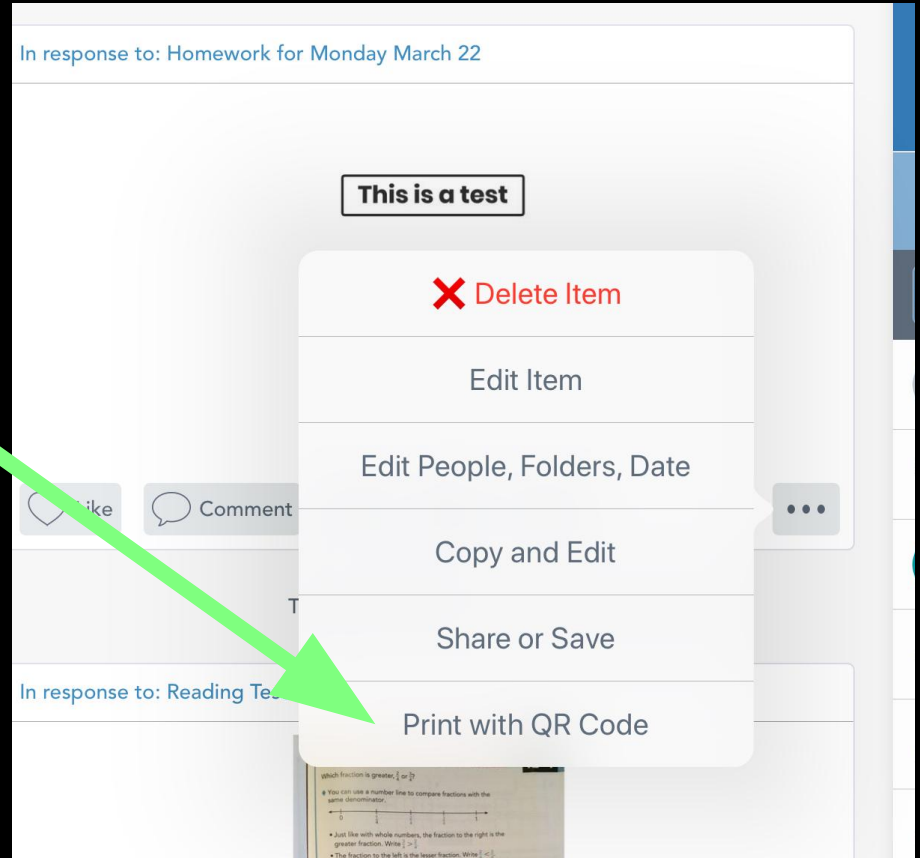 In response to: Homework for Monday March 22
This is a test
Delete Item
Edit Item
Edit People, Folders, Date
Like
Comment
Copy and Edit
Share or Save
In response to: Reading Te
Print with QR Code
Which fraction is greater,
You can use a number line to compare fractions with the
same denominator.
0
1
• Just like with whole numbers, the fraction to the right is the
greater fraction. Write
• The fraction to the left is the lesser fraction. Write